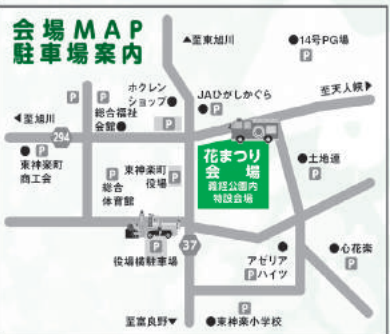 会場MAP
駐車場案内
▲至東旭川
●14号PG場
P
ホクレン
ショップ●
JAひがしかぐら
●P
至天人峡▶
P
P
総合福祉
会館●
P
◀至旭川
294
●P
東神楽町
商工会
花まつり
会場
義経公園内
特設会場
●土地連
P
東神楽町
役場
P
P
総合
体育館
P
役場横駐車場
37
●
アゼリア
Pハイツ
●心花楽
P
P
至富良野▼
●東神楽小学校